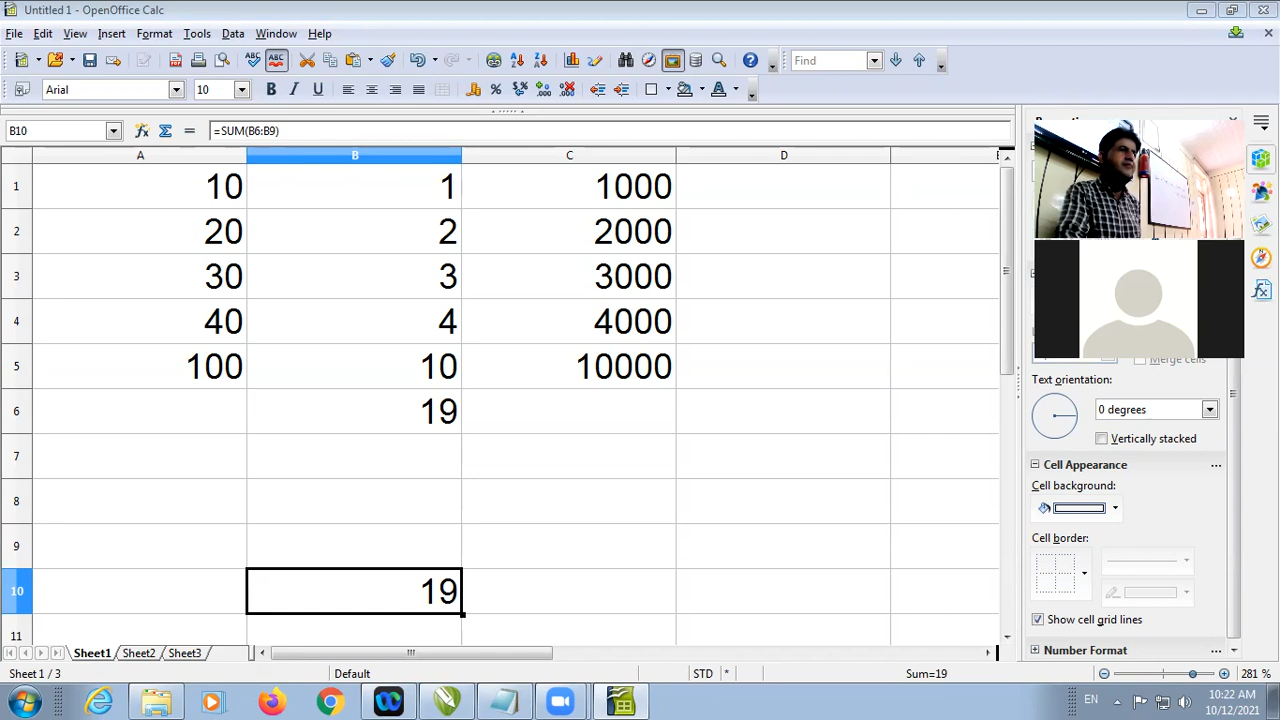 Untitled 1 - OpenOffice Calc
File Edit View Insert Format Tools Data Window Help
ABC ABC Find
Arial 10 B I U A
B10 =SUM(B6:B9)
A B C D
1 10 1 1000
2 20 2 2000
3 30 3 3000
4 40 4 4000
5 100 10 10000
6 19
7
8
9
10 19
11
Merge cells
Text orientation:
0 degrees
Vertically stacked
Cell Appearance
Cell background:
Cell border:
Show cell grid lines
Number Format
Sheet1 Sheet2 Sheet3
Sheet 1 / 3 Default STD * Sum=19 281 %
EN 10:22 AM
10/12/2021